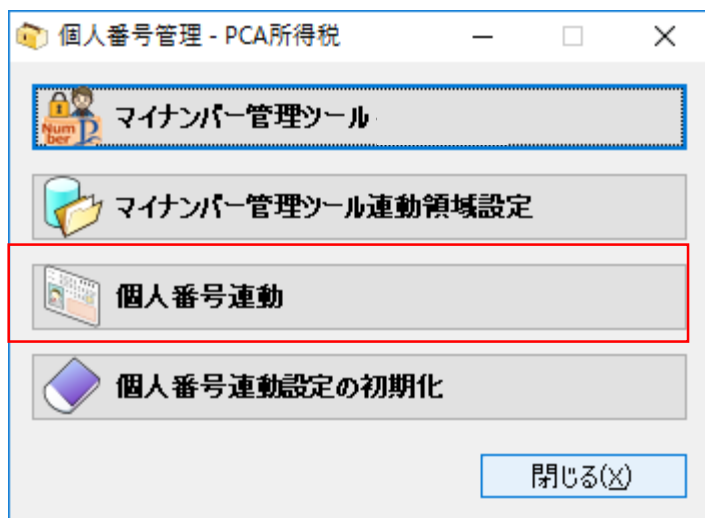 個人番号管理 - PCA所得税
Number
マイナンバー管理ツール
マイナンバー管理ツール連動領域設定
個人番号連動
個人番号連動設定の初期化
閉じる(X)